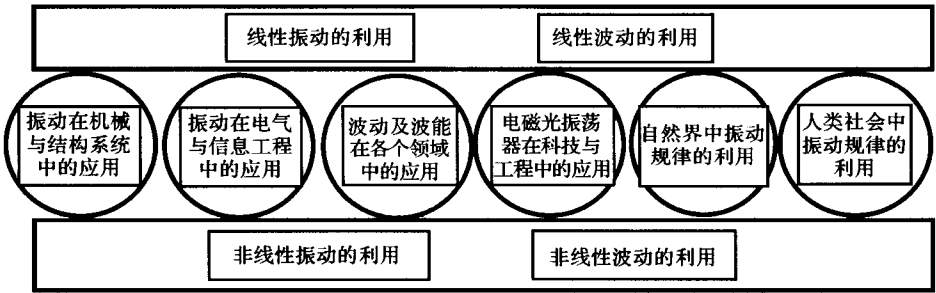 线性振动的利用
线性波动的利用
振动在机械
与结构系统
中的应用
振动在电气
与信息工程
中的应用
波动及波能
在各个领域
中的应用
电磁光振荡
器在科技与
工程中的应用
自然界中振动
规律的利用
人类社会中
振动规律的
利用
非线性振动的利用
非线性波动的利用